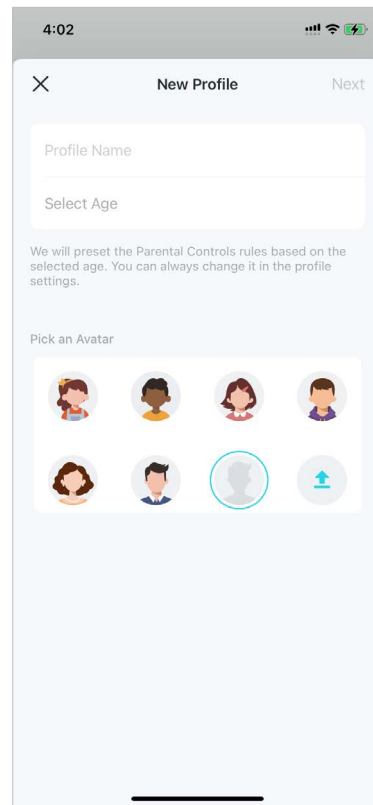 4:02
New Profile
Next
Profile Name
Select Age
We will preset the Parental Controls rules based on the
selected age. You can always change it in the profile
settings.
Pick an Avatar